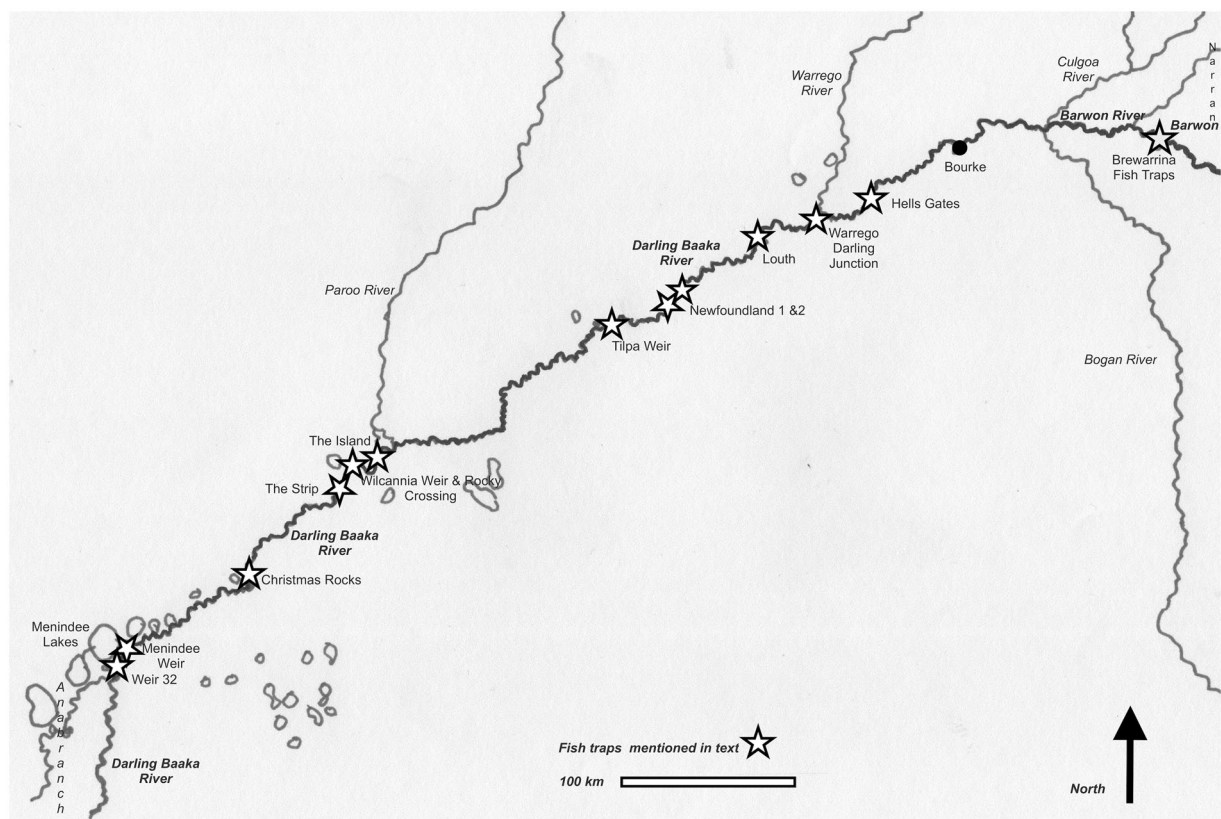 Warrego
River
Culgoa
River
Narran
Barwon River
Barwon
Brewarrina
Fish Traps
Bourke
Hells Gates
Warrego
Darling
Junction
Louth
Darling Baaka
River
Newfoundland 1 &2
Tilpa Weir
Paroo River
Bogan River
The Island
Wilcannia Weir & Rocky
Crossing
The Strip
Darling Baaka
River
Christmas Rocks
Menindee
Lakes
Menindee
Weir
Weir 32
Anabranch
Darling Baaka
River
Fish traps mentioned in text
100 km
North